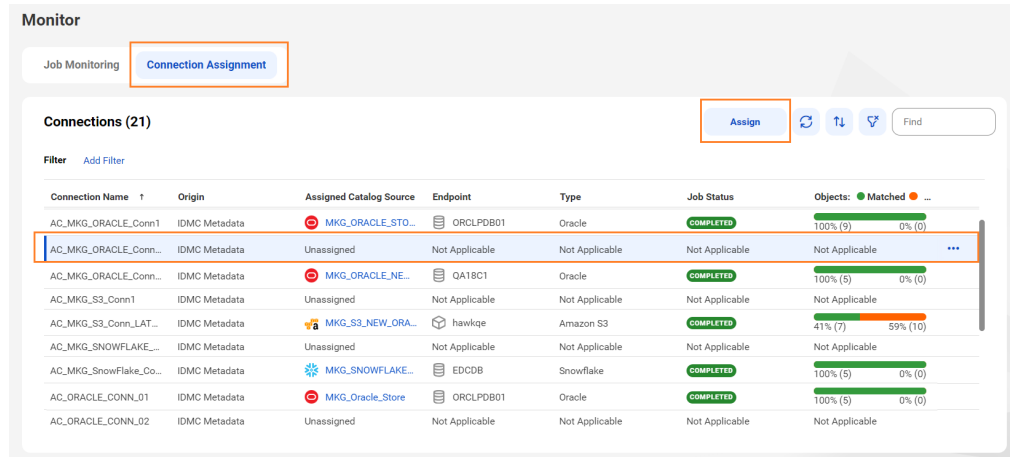 Monitor
Job Monitoring Connection Assignment
Connections (21) Assign Find
Filter Add Filter
Connection Name ↑ Origin Assigned Catalog Source Endpoint Type Job Status Objects: Matched ...
AC_MKG_ORACLE_Conn1 IDMC Metadata MKG_ORACLE_STO... ORCLPDB01 Oracle COMPLETED 100% (9) 0% (0)
AC_MKG_ORACLE_Conn... IDMC Metadata Unassigned Not Applicable Not Applicable Not Applicable Not Applicable ...
AC_MKG_ORACLE_Conn... IDMC Metadata MKG_ORACLE_NE... QA18C1 Oracle COMPLETED 100% (5) 0% (0)
AC_MKG_S3_Conn1 IDMC Metadata Unassigned Not Applicable Not Applicable Not Applicable Not Applicable
AC_MKG_S3_Conn_LAT... IDMC Metadata a MKG_S3_NEW_ORA... hawkqe Amazon S3 COMPLETED 41% (7) 59% (10)
AC_MKG_SNOWFLAKE_... IDMC Metadata Unassigned Not Applicable Not Applicable Not Applicable Not Applicable
AC_MKG_SnowFlake_Co... IDMC Metadata MKG_SNOWFLAKE... EDCDB Snowflake COMPLETED 100% (5) 0% (0)
AC_ORACLE_CONN_01 IDMC Metadata MKG_Oracle_Store ORCLPDB01 Oracle COMPLETED 100% (5) 0% (0)
AC_ORACLE_CONN_02 IDMC Metadata Unassigned Not Applicable Not Applicable Not Applicable Not Applicable